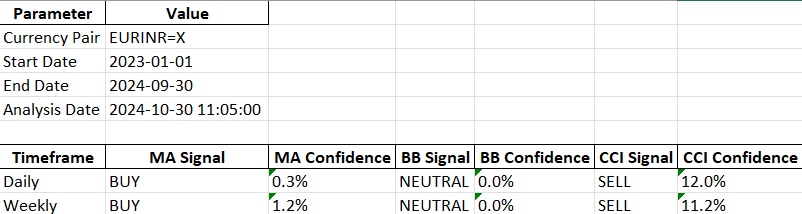 Parameter Value
Currency Pair EURINR=X
Start Date 2023-01-01
End Date 2024-09-30
Analysis Date 2024-10-30 11:05:00
Timeframe MA Signal MA Confidence BB Signal BB Confidence CCI Signal CCI Confidence
Daily BUY 0.3% NEUTRAL 0.0% SELL 12.0%
Weekly BUY 1.2% NEUTRAL 0.0% SELL 11.2%